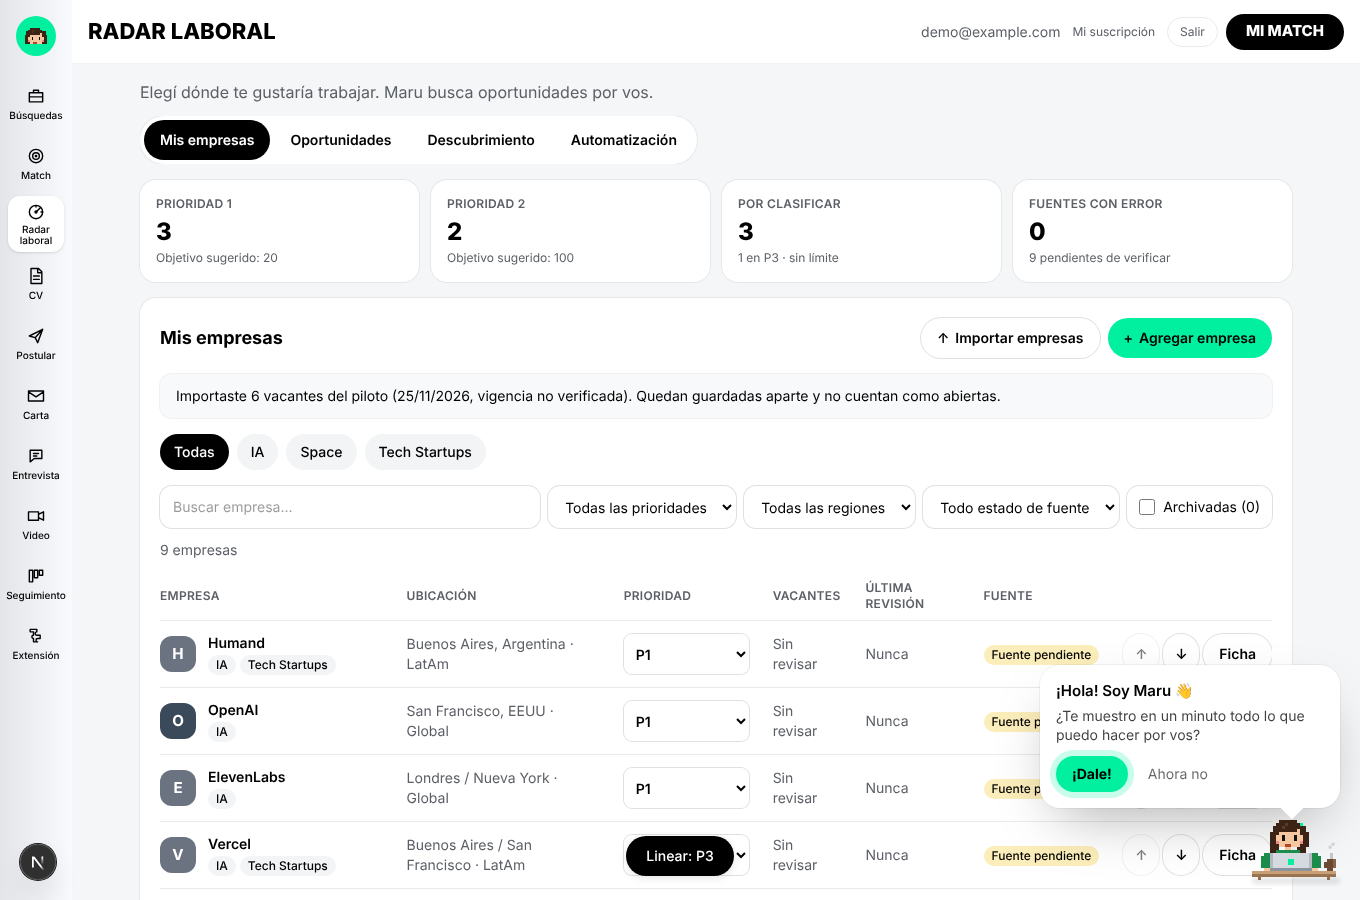 RADAR LABORAL
demo@example.com Mi suscripción Salir MI MATCH
Búsquedas
Match
Radar
laboral
CV
Postular
Carta
Entrevista
Video
Seguimiento
Extensión
N
Elegí dónde te gustaría trabajar. Maru busca oportunidades por vos.
Mis empresas Oportunidades Descubrimiento Automatización
PRIORIDAD 1
3
Objetivo sugerido: 20
PRIORIDAD 2
2
Objetivo sugerido: 100
POR CLASIFICAR
3
1 en P3 · sin límite
FUENTES CON ERROR
0
9 pendientes de verificar
Mis empresas
↑ Importar empresas + Agregar empresa
Importaste 6 vacantes del piloto (25/11/2026, vigencia no verificada). Quedan guardadas aparte y no cuentan como abiertas.
Todas IA Space Tech Startups
Buscar empresa... Todas las prioridades Todas las regiones Todo estado de fuente Archivadas (0)
9 empresas
EMPRESA UBICACIÓN PRIORIDAD VACANTES ÚLTIMA REVISIÓN FUENTE
H Humand
IA Tech Startups
Buenos Aires, Argentina ·
LatAm
P1
Sin
revisar
Nunca
Fuente pendiente ↑ ↓ Ficha
O OpenAI
IA
San Francisco, EEUU ·
Global
P1
Sin
revisar
Nunca
Fuente p
E ElevenLabs
IA
Londres / Nueva York ·
Global
P1
Sin
revisar
Nunca
Fuente p
V Vercel
IA Tech Startups
Buenos Aires / San
Francisco · LatAm
Linear: P3
Sin
revisar
Nunca
Fuente pendiente ↑ ↓ Ficha
¡Hola! Soy Maru 👋
¿Te muestro en un minuto todo lo que
puedo hacer por vos?
¡Dale! Ahora no